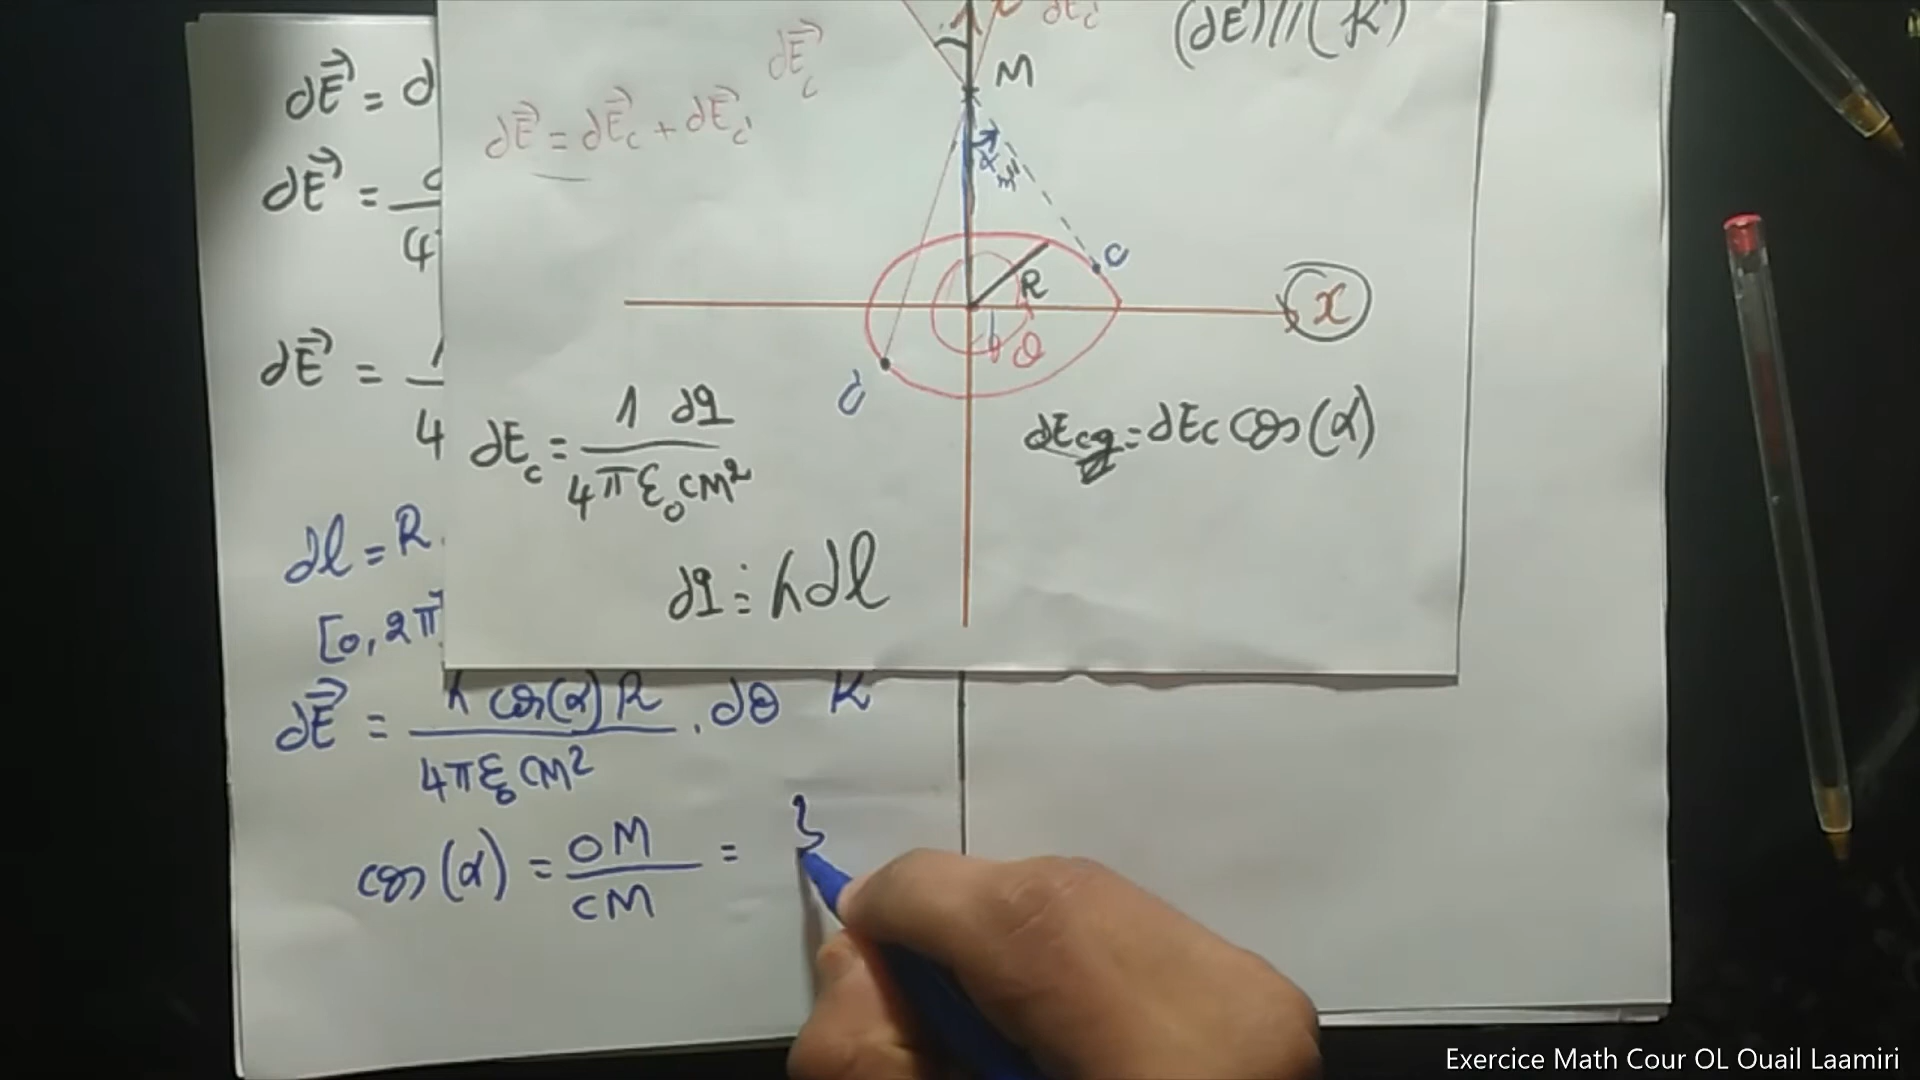 dE⃗ = d
dE⃗ =
4
dE⃗ =
4
dl = R.
[0, 2π]
dE⃗c
(dE⃗)//(k⃗)
M
dE⃗ = dE⃗c + dE⃗c'
α
C
R
x
θ
c'
dEc = 1 dq / 4πε₀CM²
dEcz = dEc cos(α)
dq = λdl
dE⃗ = λ cos(α) R / 4πε₀CM² . dθ k
cos(α) = OM / CM = z
Exercice Math Cour OL Ouail Laamiri